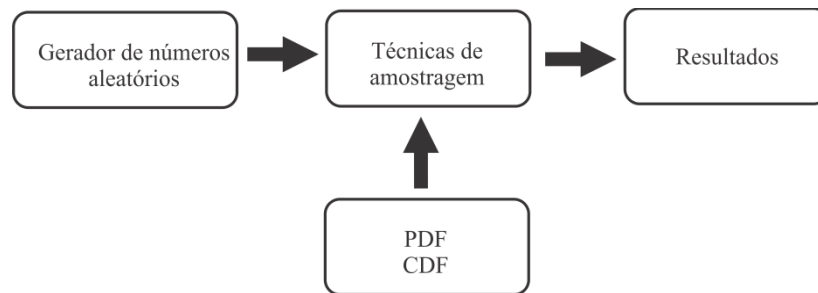 Gerador de números
aleatórios
Técnicas de
amostragem
Resultados
PDF
CDF